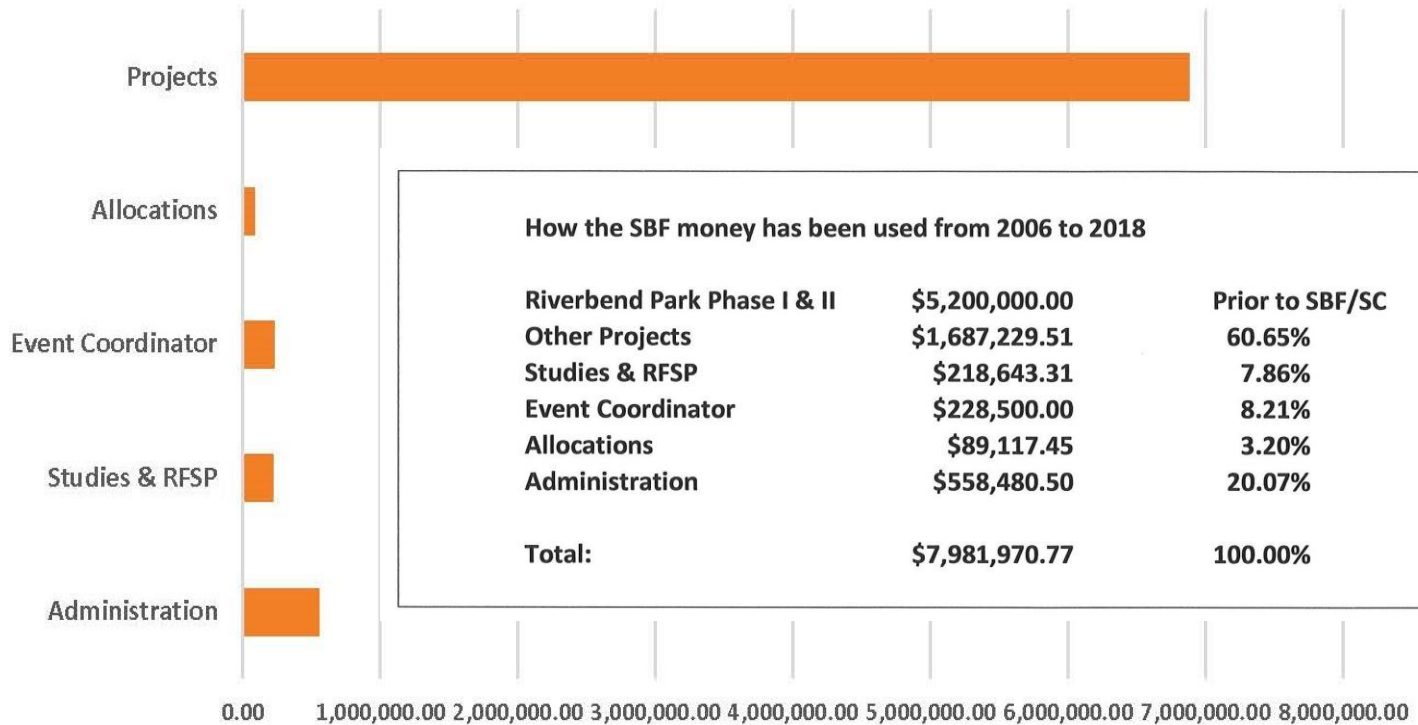 Projects
Allocations
Event Coordinator
Studies & RFSP
Administration
How the SBF money has been used from 2006 to 2018
Riverbend Park Phase I & II $5,200,000.00 Prior to SBF/SC
Other Projects $1,687,229.51 60.65%
Studies & RFSP $218,643.31 7.86%
Event Coordinator $228,500.00 8.21%
Allocations $89,117.45 3.20%
Administration $558,480.50 20.07%
Total: $7,981,970.77 100.00%
0.00 1,000,000.00 2,000,000.00 3,000,000.00 4,000,000.00 5,000,000.00 6,000,000.00 7,000,000.00 8,000,000.00